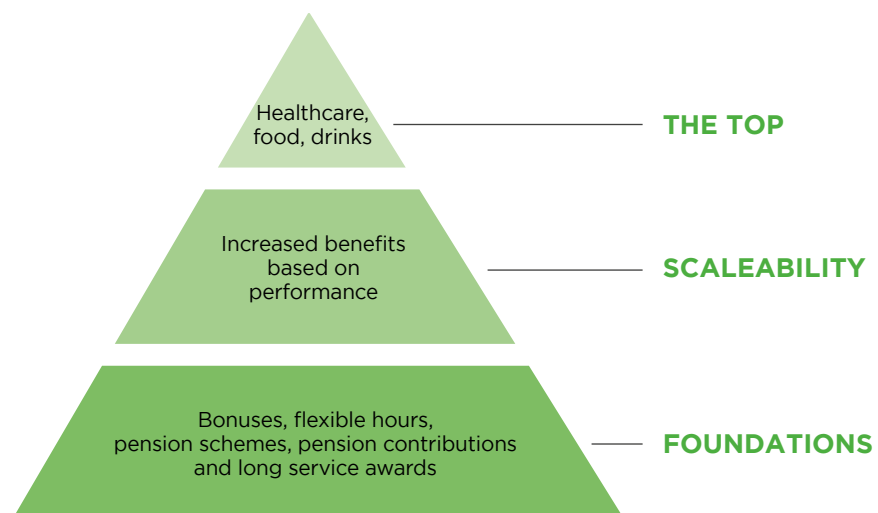 Healthcare,
food, drinks
THE TOP
Increased benefits
based on
performance
SCALEABILITY
Bonuses, flexible hours,
pension schemes, pension contributions
and long service awards
FOUNDATIONS